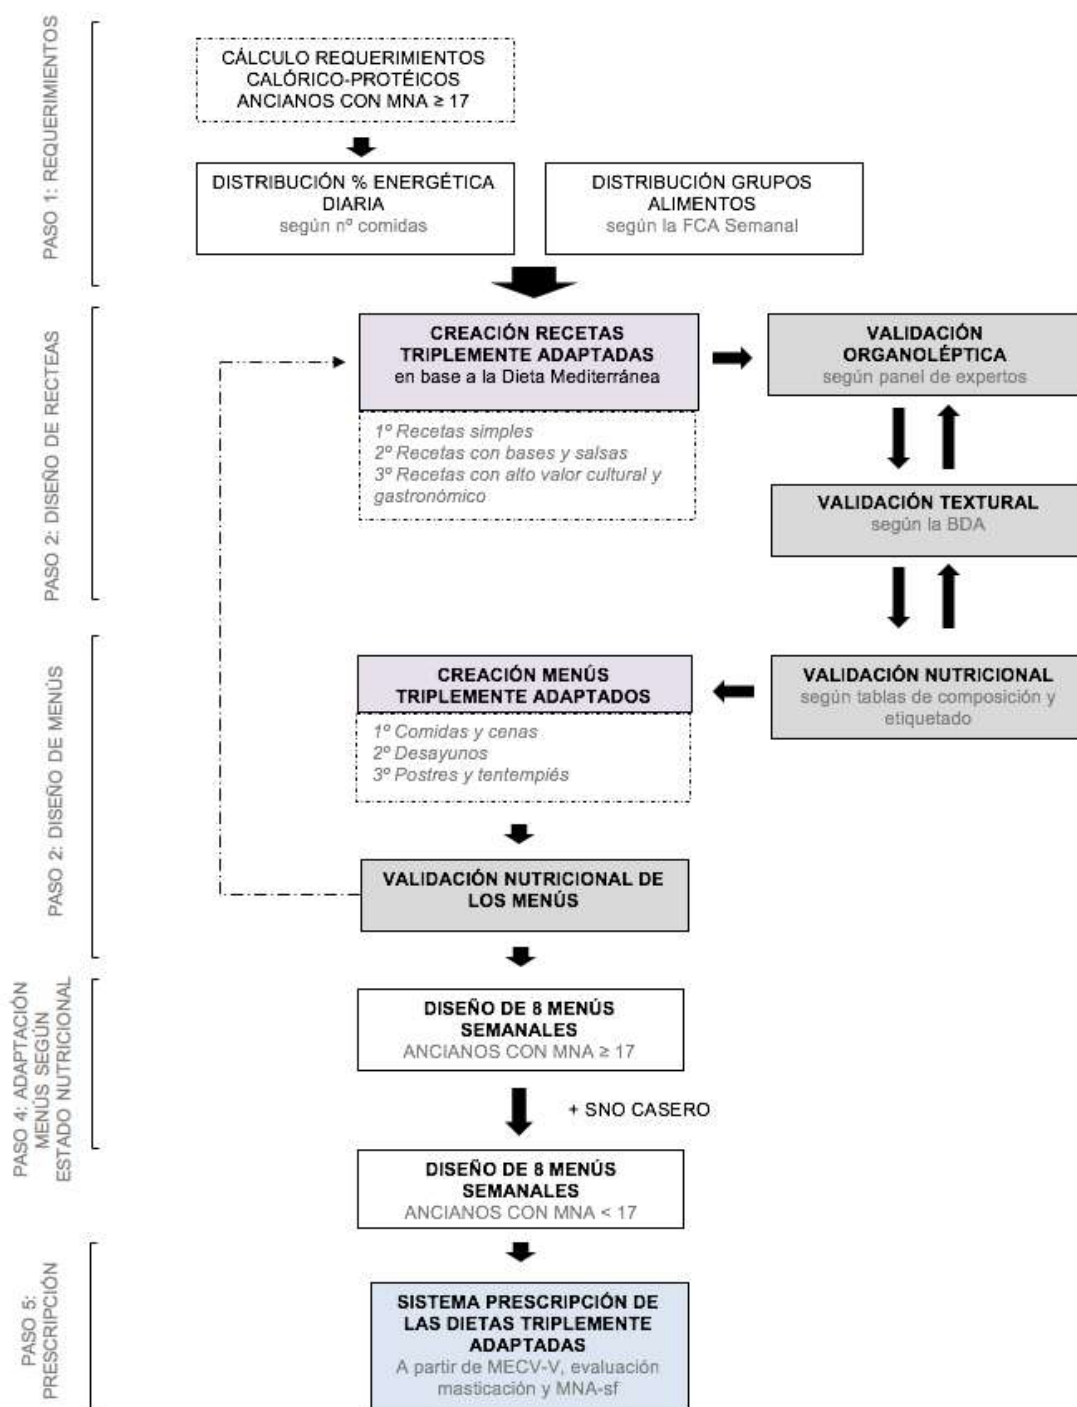 PASO 1: REQUERIMIENTOS
CÁLCULO REQUERIMIENTOS
CALÓRICO-PROTÉICOS
ANCIANOS CON MNA ≥ 17
DISTRIBUCIÓN % ENERGÉTICA
DIARIA
según nº comidas
DISTRIBUCIÓN GRUPOS
ALIMENTOS
según la FCA Semanal
PASO 2: DISEÑO DE RECTEAS
CREACIÓN RECETAS
TRIPLEMENTE ADAPTADAS
en base a la Dieta Mediterránea
1º Recetas simples
2º Recetas con bases y salsas
3º Recetas con alto valor cultural y
gastronómico
VALIDACIÓN
ORGANOLÉPTICA
según panel de expertos
VALIDACIÓN TEXTURAL
según la BDA
VALIDACIÓN NUTRICIONAL
según tablas de composición y
etiquetado
PASO 2: DISEÑO DE MENÚS
CREACIÓN MENÚS
TRIPLEMENTE ADAPTADOS
1º Comidas y cenas
2º Desayunos
3º Postres y tentempiés
VALIDACIÓN NUTRICIONAL DE
LOS MENÚS
PASO 4: ADAPTACIÓN
MENÚS SEGÚN
ESTADO NUTRICIONAL
DISEÑO DE 8 MENÚS
SEMANALES
ANCIANOS CON MNA ≥ 17
+ SNO CASERO
DISEÑO DE 8 MENÚS
SEMANALES
ANCIANOS CON MNA < 17
PASO 5:
PRESCRIPCIÓN
SISTEMA PRESCRIPCIÓN DE
LAS DIETAS TRIPLEMENTE
ADAPTADAS
A partir de MECV-V, evaluación
masticación y MNA-sf